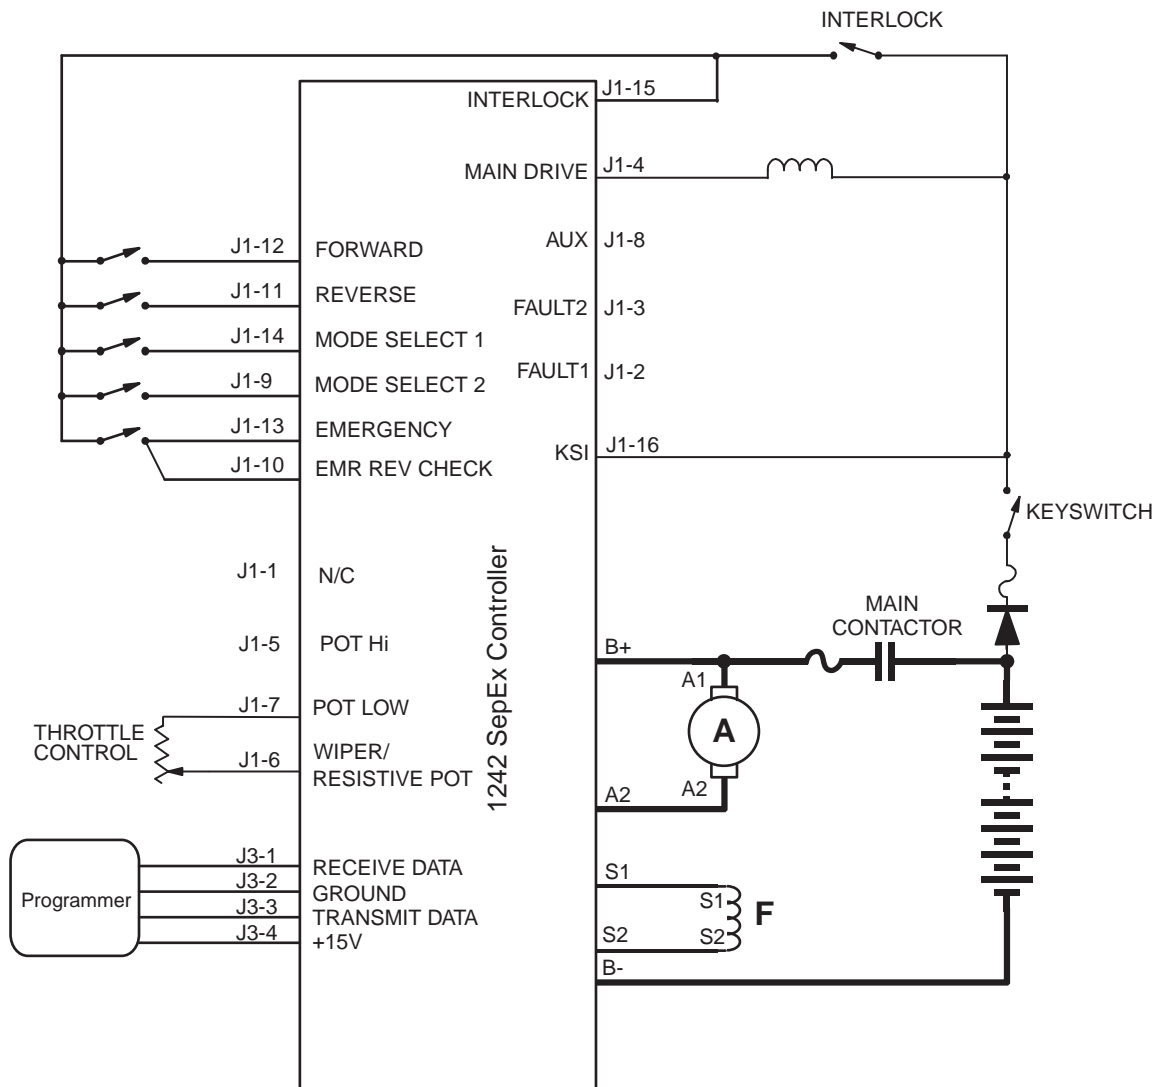 INTERLOCK
INTERLOCK
J1-15
MAIN DRIVE
J1-4
J1-12
FORWARD
AUX
J1-8
J1-11
REVERSE
FAULT2
J1-3
J1-14
MODE SELECT 1
FAULT1
J1-2
J1-9
MODE SELECT 2
J1-13
EMERGENCY
KSI
J1-16
J1-10
EMR REV CHECK
KEYSWITCH
1242 SepEx Controller
J1-1
N/C
MAIN
CONTACTOR
J1-5
POT Hi
B+
A1
J1-7
POT LOW
THROTTLE
CONTROL
A
J1-6
WIPER/
RESISTIVE POT
A2
A2
J3-1
RECEIVE DATA
J3-2
GROUND
Programmer
J3-3
TRANSMIT DATA
J3-4
+15V
S1
S1
F
S2
S2
B-